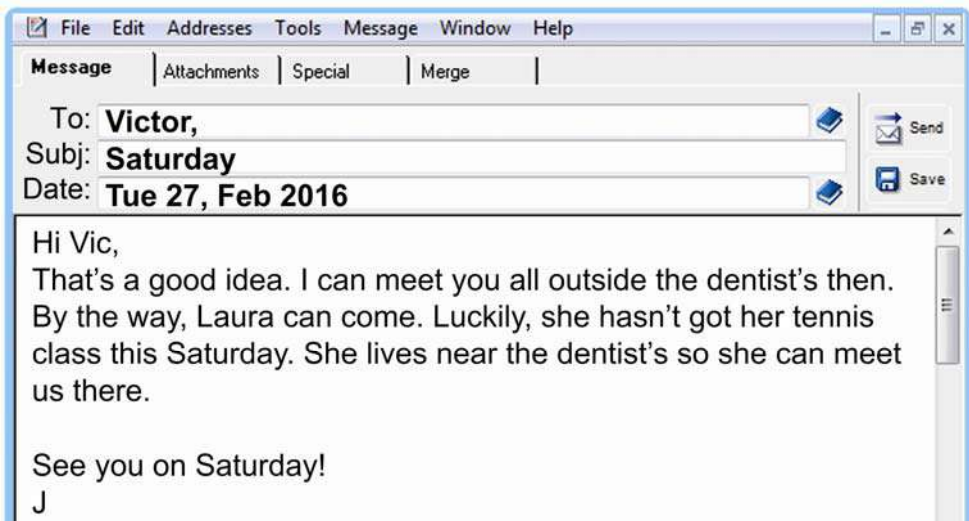 File Edit Addresses Tools Message Window Help
Message Attachments Special Merge
To: Victor,
Send
Subj: Saturday
Date: Tue 27, Feb 2016
Save
Hi Vic,
That's a good idea. I can meet you all outside the dentist's then.
By the way, Laura can come. Luckily, she hasn't got her tennis
class this Saturday. She lives near the dentist's so she can meet
us there.
See you on Saturday!
J